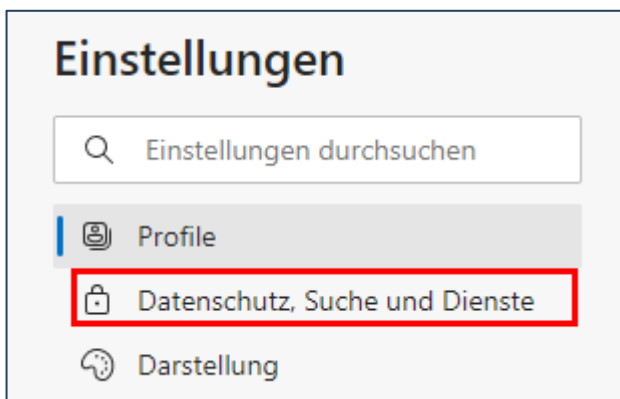 Einstellungen
Einstellungen durchsuchen
Profile
Datenschutz, Suche und Dienste
Darstellung